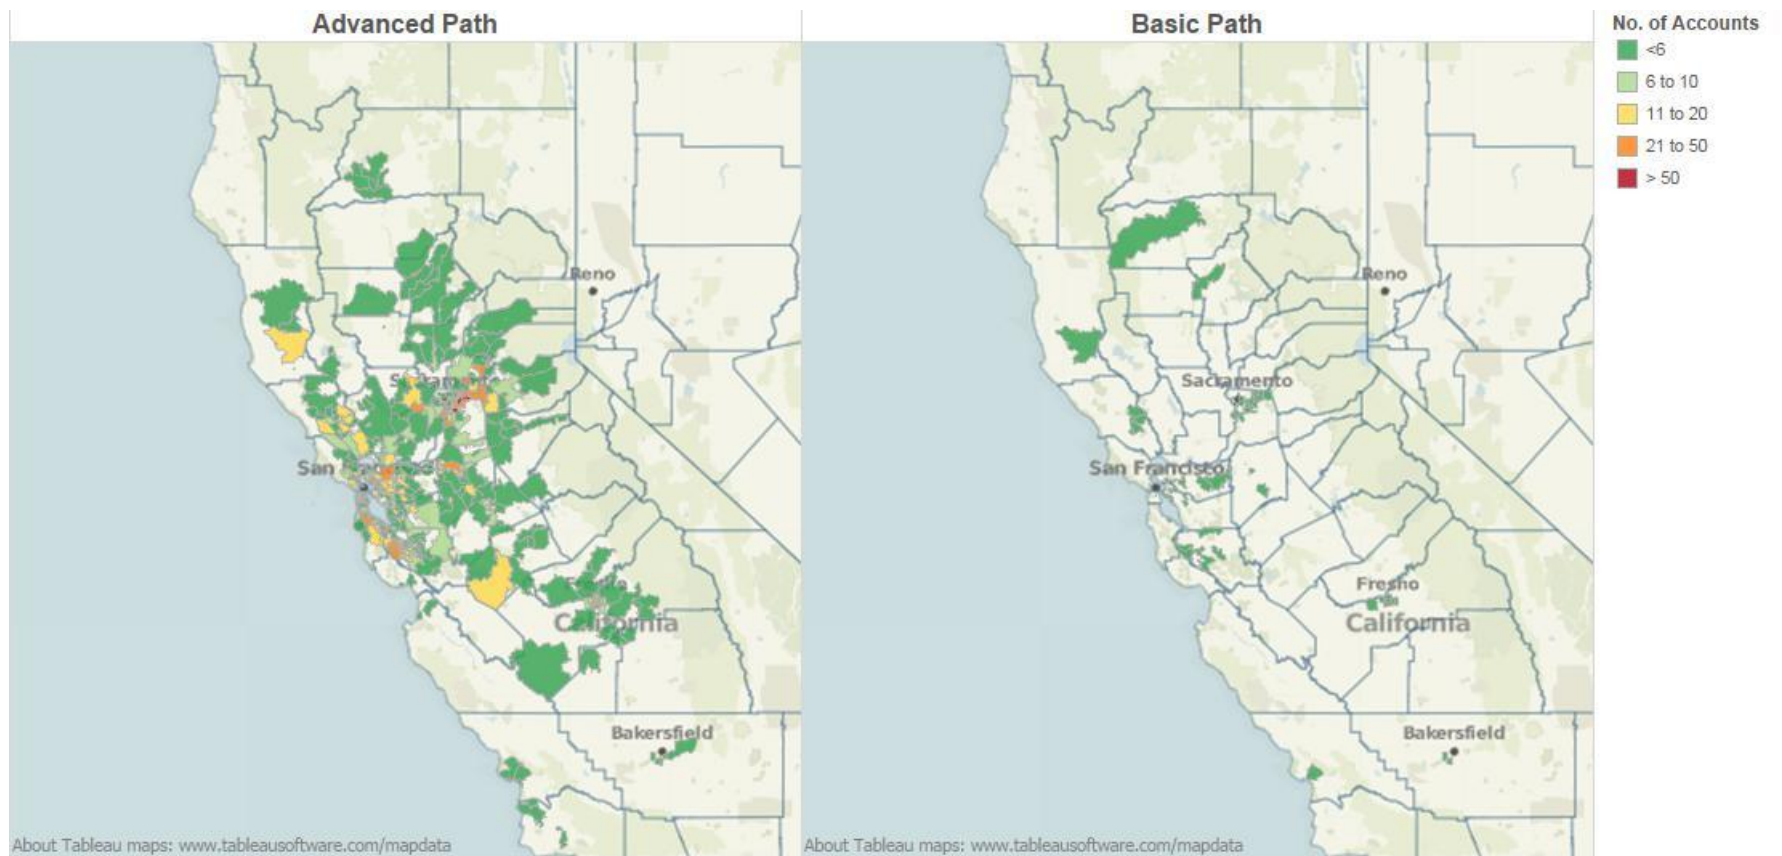 Advanced Path
Basic Path
No. of Accounts
<6
6 to 10
11 to 20
21 to 50
> 50
Reno
Reno
Sacramento
Sacramento
San Francisco
Fresno
Fresno
California
California
Bakersfield
Bakersfield
About Tableau maps: www.tableausoftware.com/mapdata
About Tableau maps: www.tableausoftware.com/mapdata